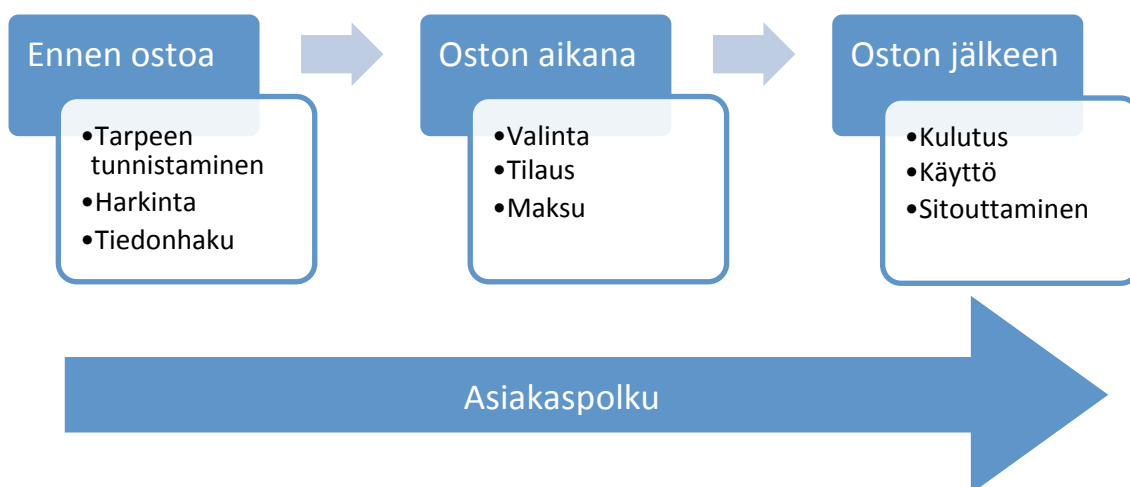 Ennen ostoa
•Tarpeen
tunnistaminen
•Harkinta
•Tiedonhaku
Oston aikana
•Valinta
•Tilaus
•Maksu
Oston jälkeen
•Kulutus
•Käyttö
•Sitouttaminen
Asiakaspolku